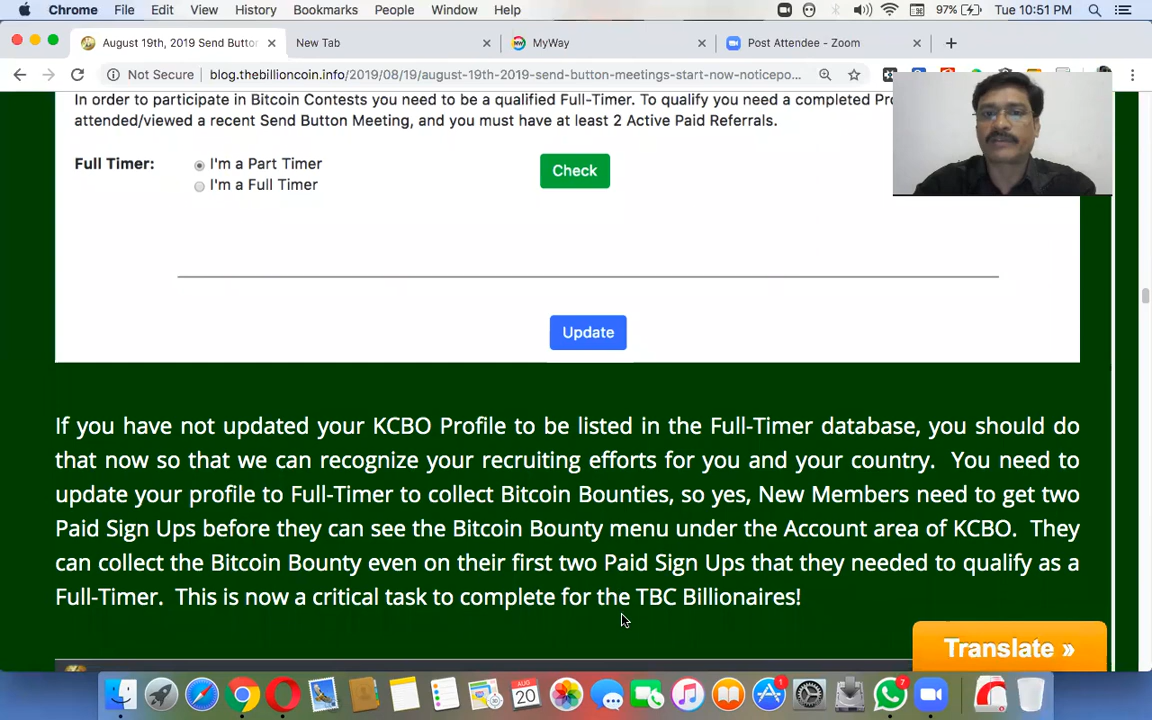 Chrome File Edit View History Bookmarks People Window Help 97% Tue 10:51 PM
August 19th, 2019 Send Button New Tab MyWay Post Attendee - Zoom
Not Secure blog.thebillioncoin.info/2019/08/19/august-19th-2019-send-button-meetings-start-now-noticepo...
In order to participate in Bitcoin Contests you need to be a qualified Full-Timer. To qualify you need a completed
attended/viewed a recent Send Button Meeting, and you must have at least 2 Active Paid Referrals.
Full Timer: I'm a Part Timer Check
I'm a Full Timer
Update
If you have not updated your KCBO Profile to be listed in the Full-Timer database, you should do
that now so that we can recognize your recruiting efforts for you and your country. You need to
update your profile to Full-Timer to collect Bitcoin Bounties, so yes, New Members need to get two
Paid Sign Ups before they can see the Bitcoin Bounty menu under the Account area of KCBO. They
can collect the Bitcoin Bounty even on their first two Paid Sign Ups that they needed to qualify as a
Full-Timer. This is now a critical task to complete for the TBC Billionaires!
Translate »
AUG
20
1
7